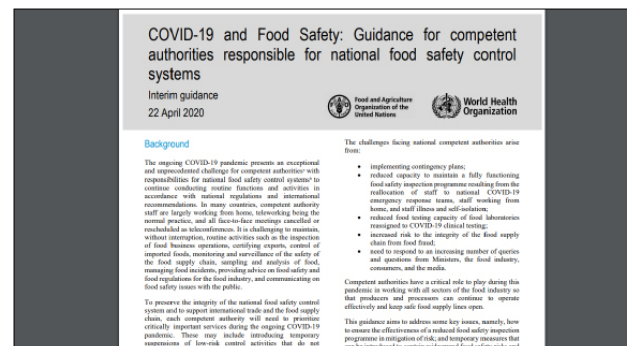 COVID-19 and Food Safety: Guidance for competent
authorities responsible for national food safety control
systems
Interim guidance
22 April 2020
Food and Agriculture
Organization of the
United Nations
World Health
Organization
Background
The ongoing COVID-19 pandemic presents an exceptional
and unprecedented challenge for competent authorities¹ with
responsibilities for national food safety control systems² to
continue conducting routine functions and activities in
accordance with national regulations and international
recommendations. In many countries, competent authority
staff are largely working from home, teleworking being the
normal practice, and all face-to-face meetings cancelled or
rescheduled as teleconferences. It is challenging to maintain,
without interruption, routine activities such as the inspection
of food business operations, certifying exports, control of
imported foods, monitoring and surveillance of the safety of
the food supply chain, sampling and analysis of food,
managing food incidents, providing advice on food safety and
food regulations for the food industry, and communicating on
food safety issues with the public.
To preserve the integrity of the national food safety control
system and to support international trade and the food supply
chain, each competent authority will need to prioritize
critically important services during the ongoing COVID-19
pandemic. These may include introducing temporary
suspensions of low-risk control activities that do not
The challenges facing national competent authorities arise
from:
• implementing contingency plans;
• reduced capacity to maintain a fully functioning
food safety inspection programme resulting from the
reallocation of staff to national COVID-19
emergency response teams, staff working from
home, and staff illness and self-isolation;
• reduced food testing capacity of food laboratories
reassigned to COVID-19 clinical testing;
• increased risk to the integrity of the food supply
chain from food fraud;
• need to respond to an increasing number of queries
and questions from Ministers, the food industry,
consumers, and the media.
Competent authorities have a critical role to play during this
pandemic in working with all sectors of the food industry so
that producers and processors can continue to operate
effectively and keep safe food supply lines open.
This guidance aims to address some key issues, namely, how
to ensure the effectiveness of a reduced food safety inspection
programme in mitigation of risk; and temporary measures that